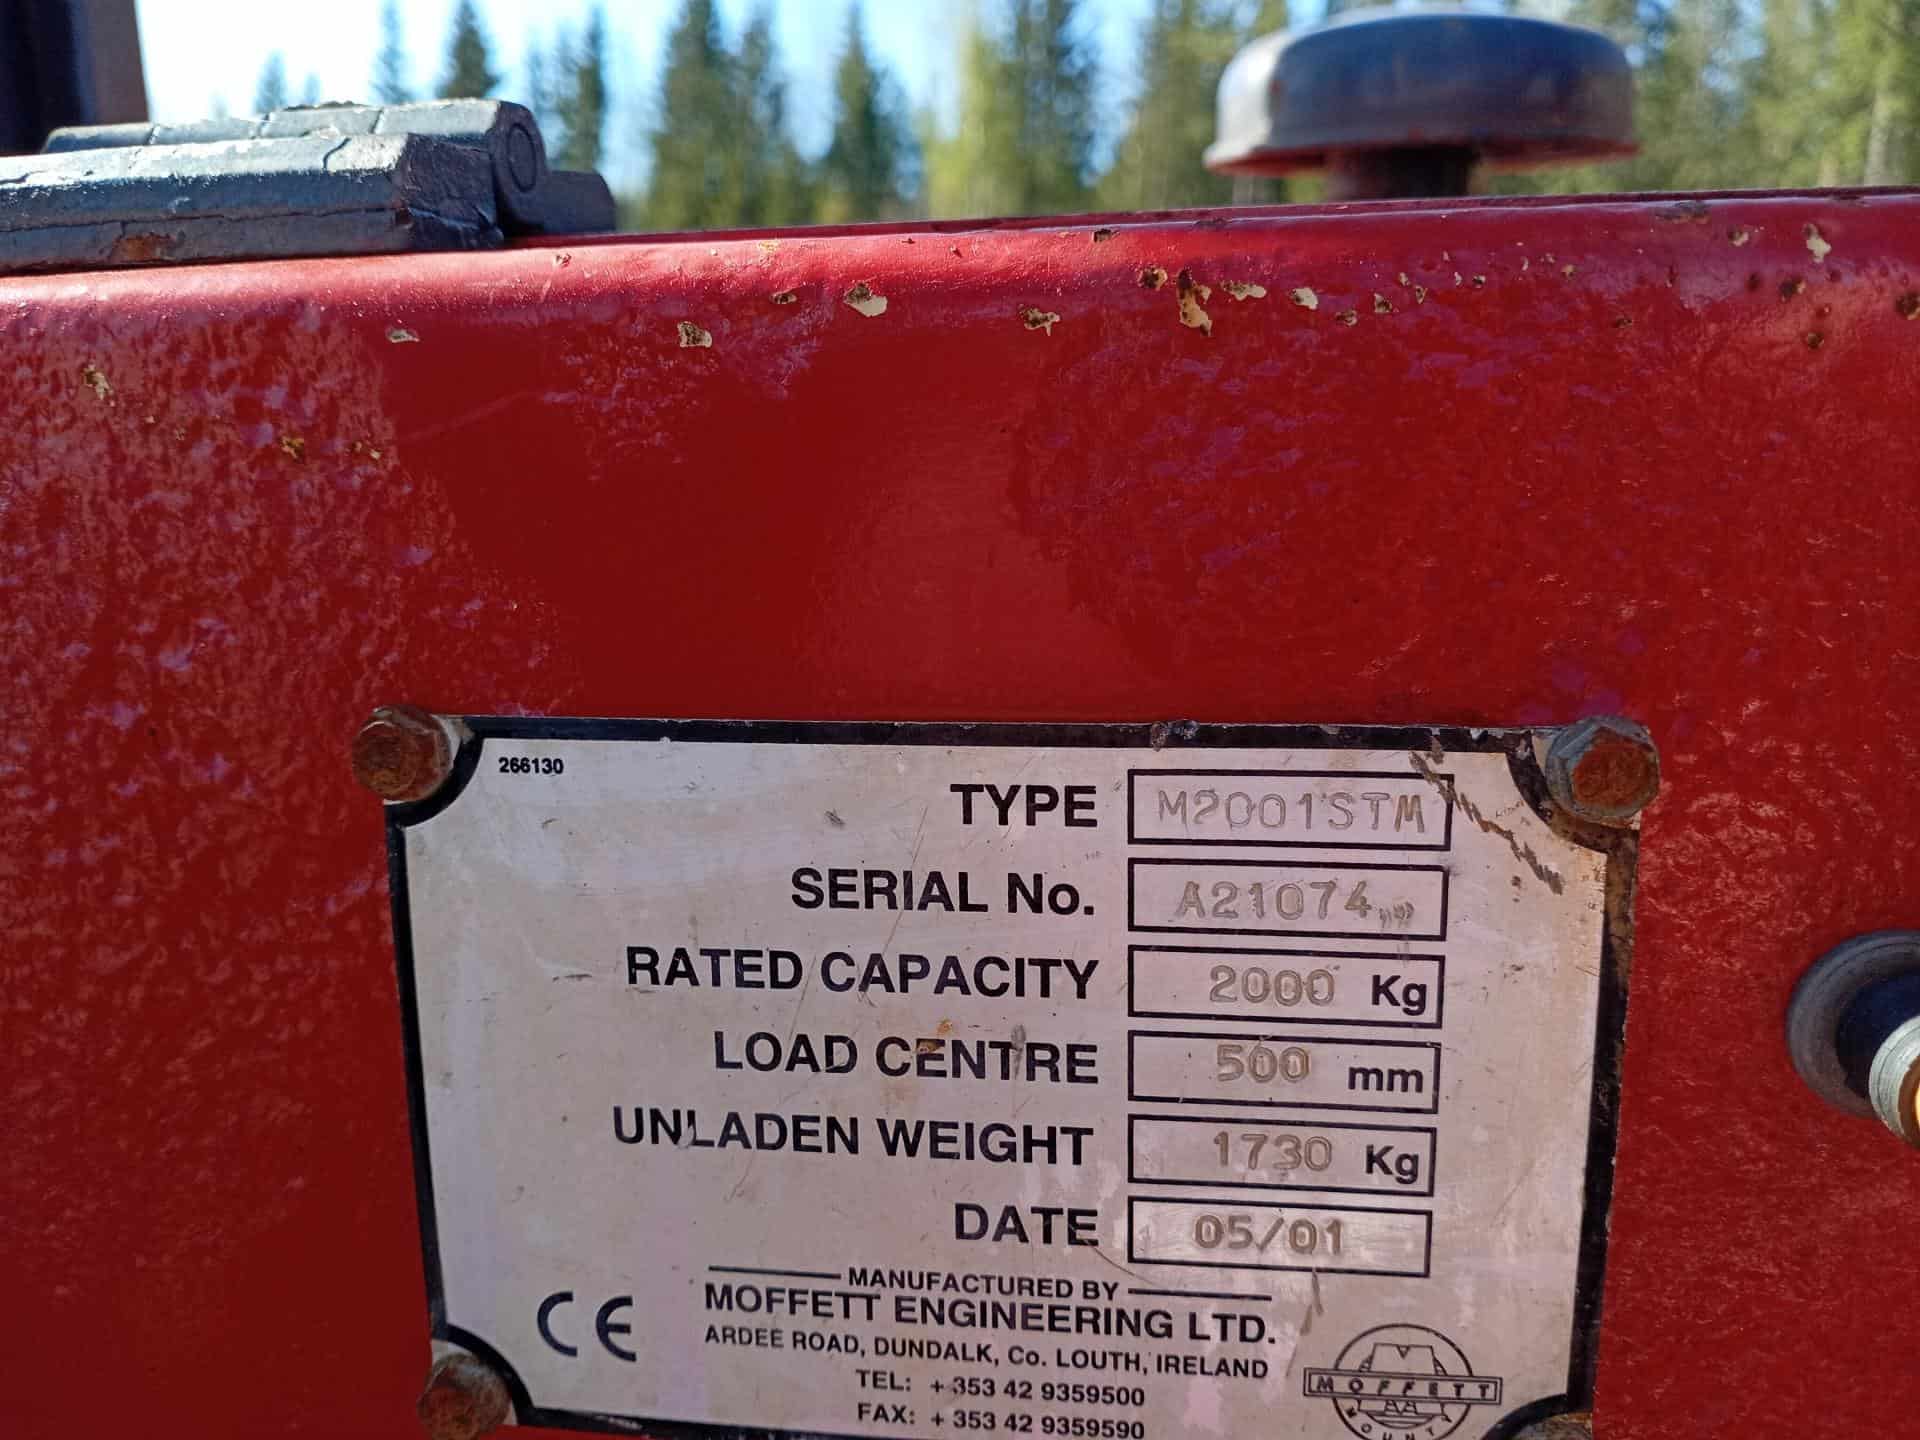 266130
TYPE M2001STM
SERIAL No. A21074
RATED CAPACITY 2000 Kg
LOAD CENTRE 500 mm
UNLADEN WEIGHT 1730 Kg
DATE 05/01
MANUFACTURED BY
MOFFETT ENGINEERING LTD.
ARDEE ROAD, DUNDALK, Co. LOUTH, IRELAND
TEL: + 353 42 9359500
FAX: + 353 42 9359590
CE
MOFFETT
MOUNTY